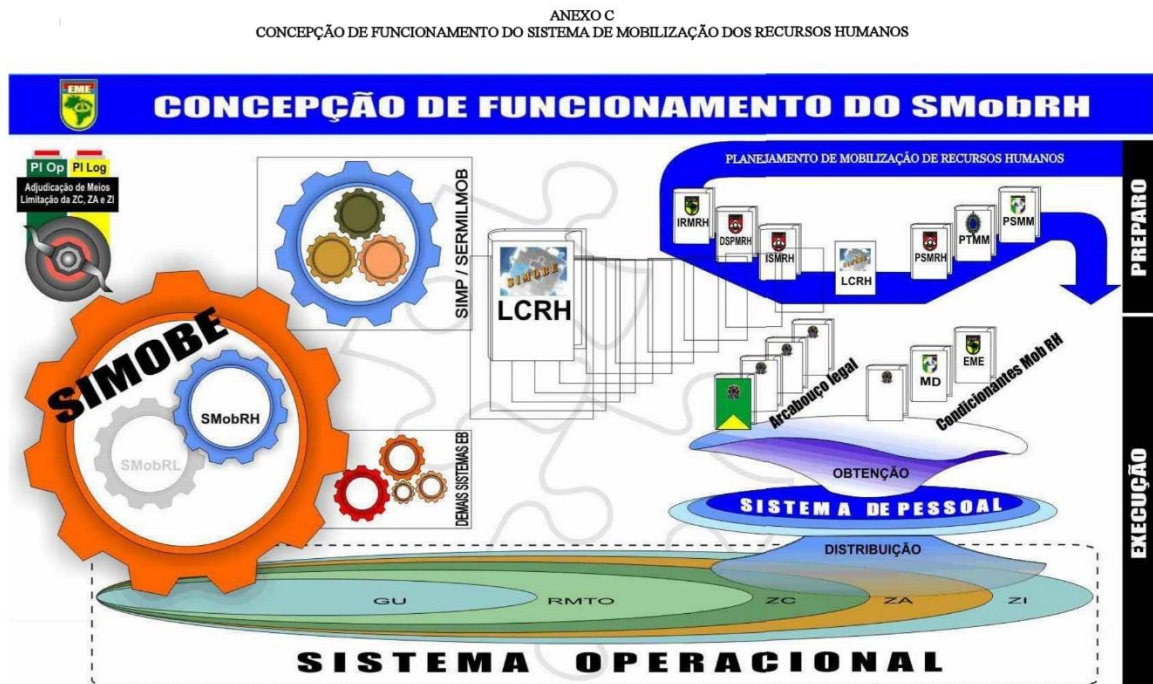 ANEXO C
CONCEPÇÃO DE FUNCIONAMENTO DO SISTEMA DE MOBILIZAÇÃO DOS RECURSOS HUMANOS
EME
CONCEPÇÃO DE FUNCIONAMENTO DO SMobRH
Pl Op
Pl Log
Adjudicação de Meios
Limitação da ZC, ZA e ZI
SIMOBE
SMobRH
SMobRL
SIMP / SERMILMOB
DEMAIS SISTEMAS EB
SIMOBE
LCRH
PLANEJAMENTO DE MOBILIZAÇÃO DE RECURSOS HUMANOS
IRMRH
DSPMRH
ISMRH
SIMOBE
LCRH
PSMRH
PTMM
PSMM
PREPARO
Arcabouço legal
MD
EME
Condicionantes Mob RH
OBTENÇÃO
SISTEMA DE PESSOAL
DISTRIBUIÇÃO
EXECUÇÃO
GU
RMTO
ZC
ZA
ZI
SISTEMA OPERACIONAL